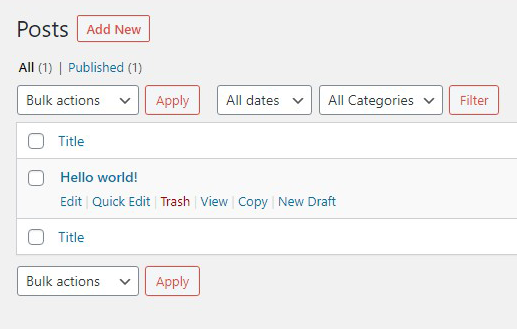 Posts Add New
All (1) | Published (1)
Bulk actions Apply All dates All Categories Filter
Title
Hello world!
Edit | Quick Edit | Trash | View | Copy | New Draft
Title
Bulk actions Apply